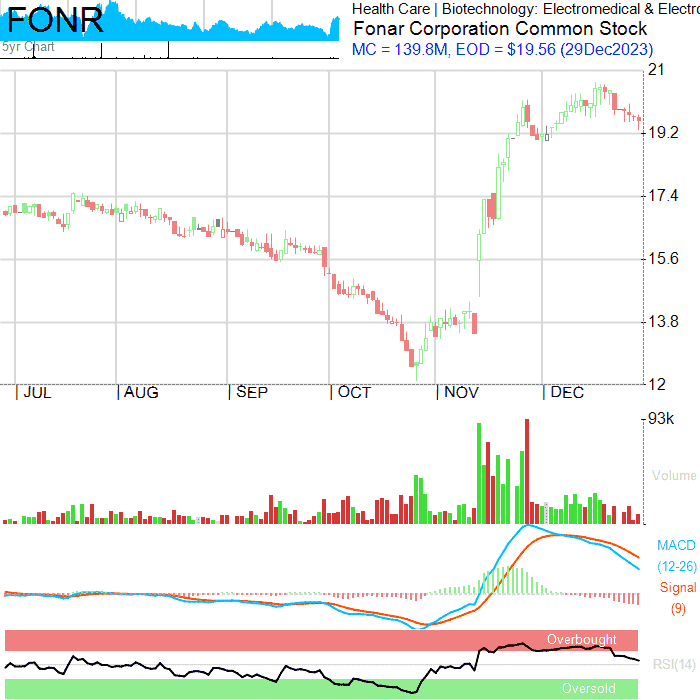 FONR
5yr Chart
Health Care | Biotechnology: Electromedical & Electro
Fonar Corporation Common Stock
MC = 139.8M, EOD = $19.56 (29Dec2023)
21
19.2
17.4
15.6
13.8
12
JUL AUG SEP OCT NOV DEC
93k
Volume
MACD
(12-26)
Signal
(9)
Overbought
RSI(14)
Oversold